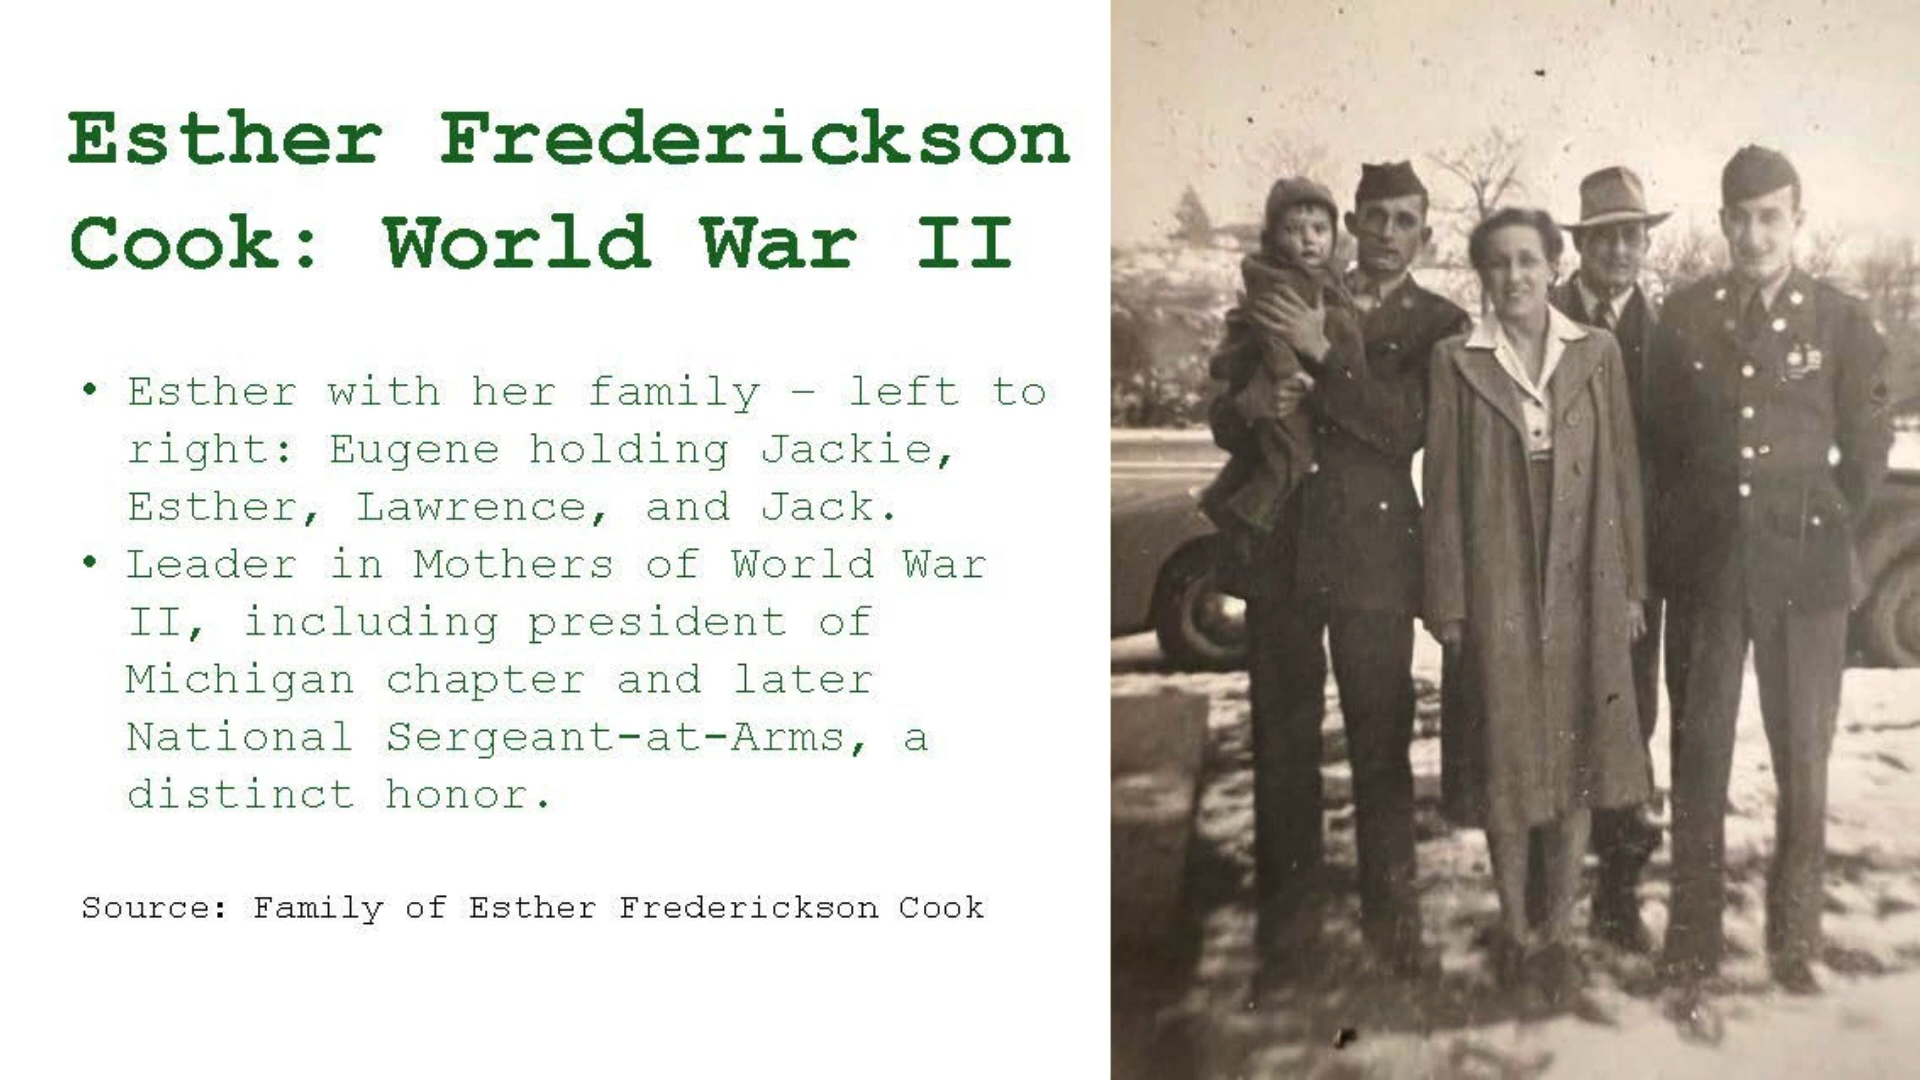 Esther Frederickson
Cook: World War II
• Esther with her family – left to
right: Eugene holding Jackie,
Esther, Lawrence, and Jack.
• Leader in Mothers of World War
II, including president of
Michigan chapter and later
National Sergeant-at-Arms, a
distinct honor.
Source: Family of Esther Frederickson Cook